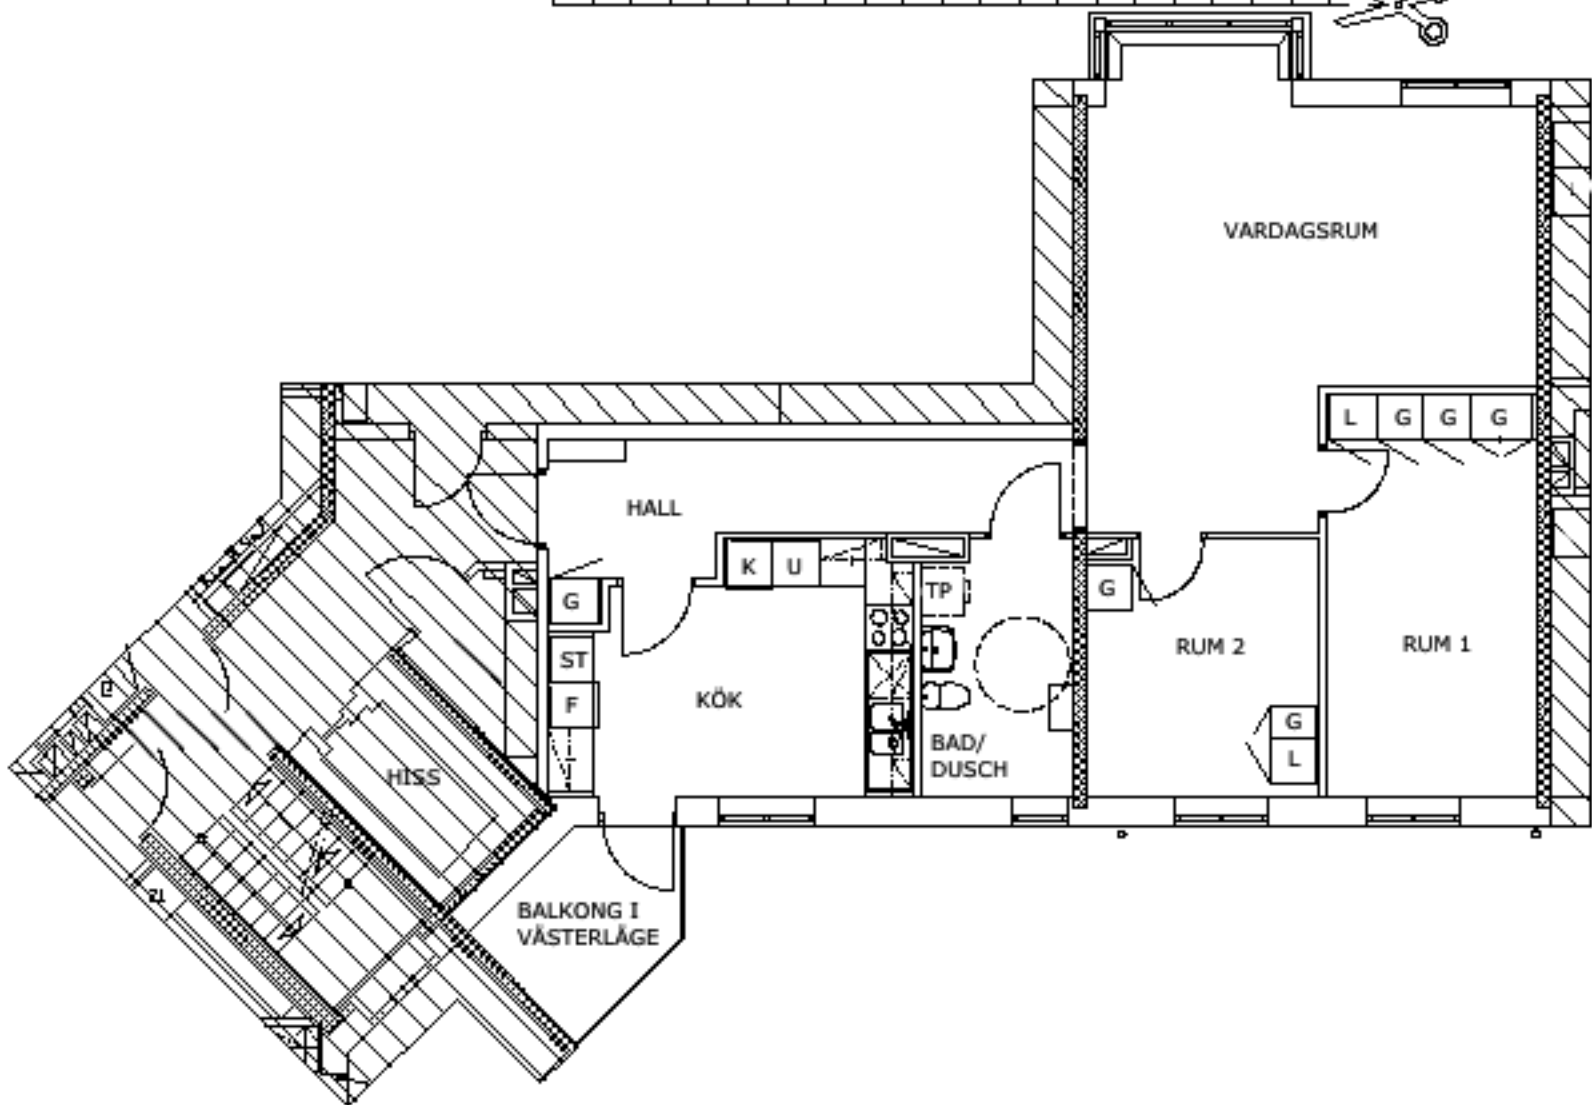 VARDAGSRUM
L G G G
HALL
K U
G
TP
G
ST
RUM 2
RUM 1
F
KÖK
G
L
BAD/
DUSCH
HISS
BALKONG I
VÄSTERLÄGE